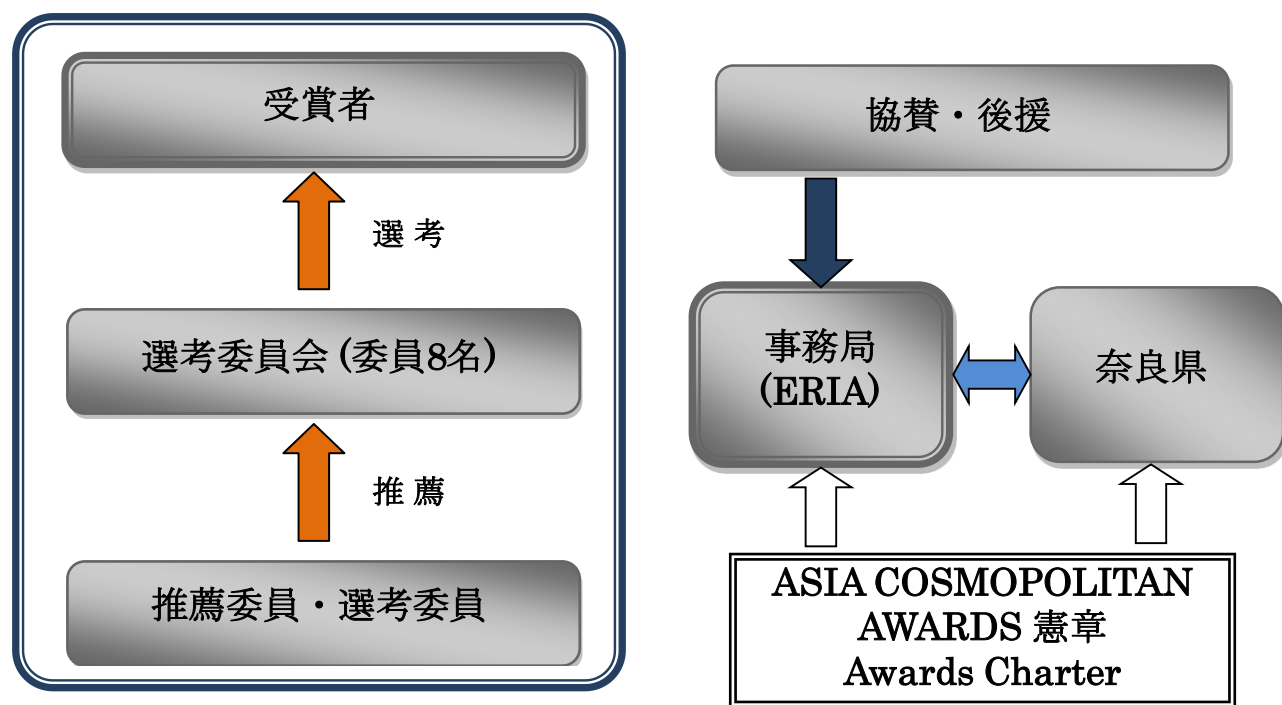 受賞者
選 考
選考委員会 (委員8名)
推 薦
推薦委員・選考委員
協賛・後援
事務局
(ERIA)
奈良県
ASIA COSMOPOLITAN
AWARDS 憲章
Awards Charter